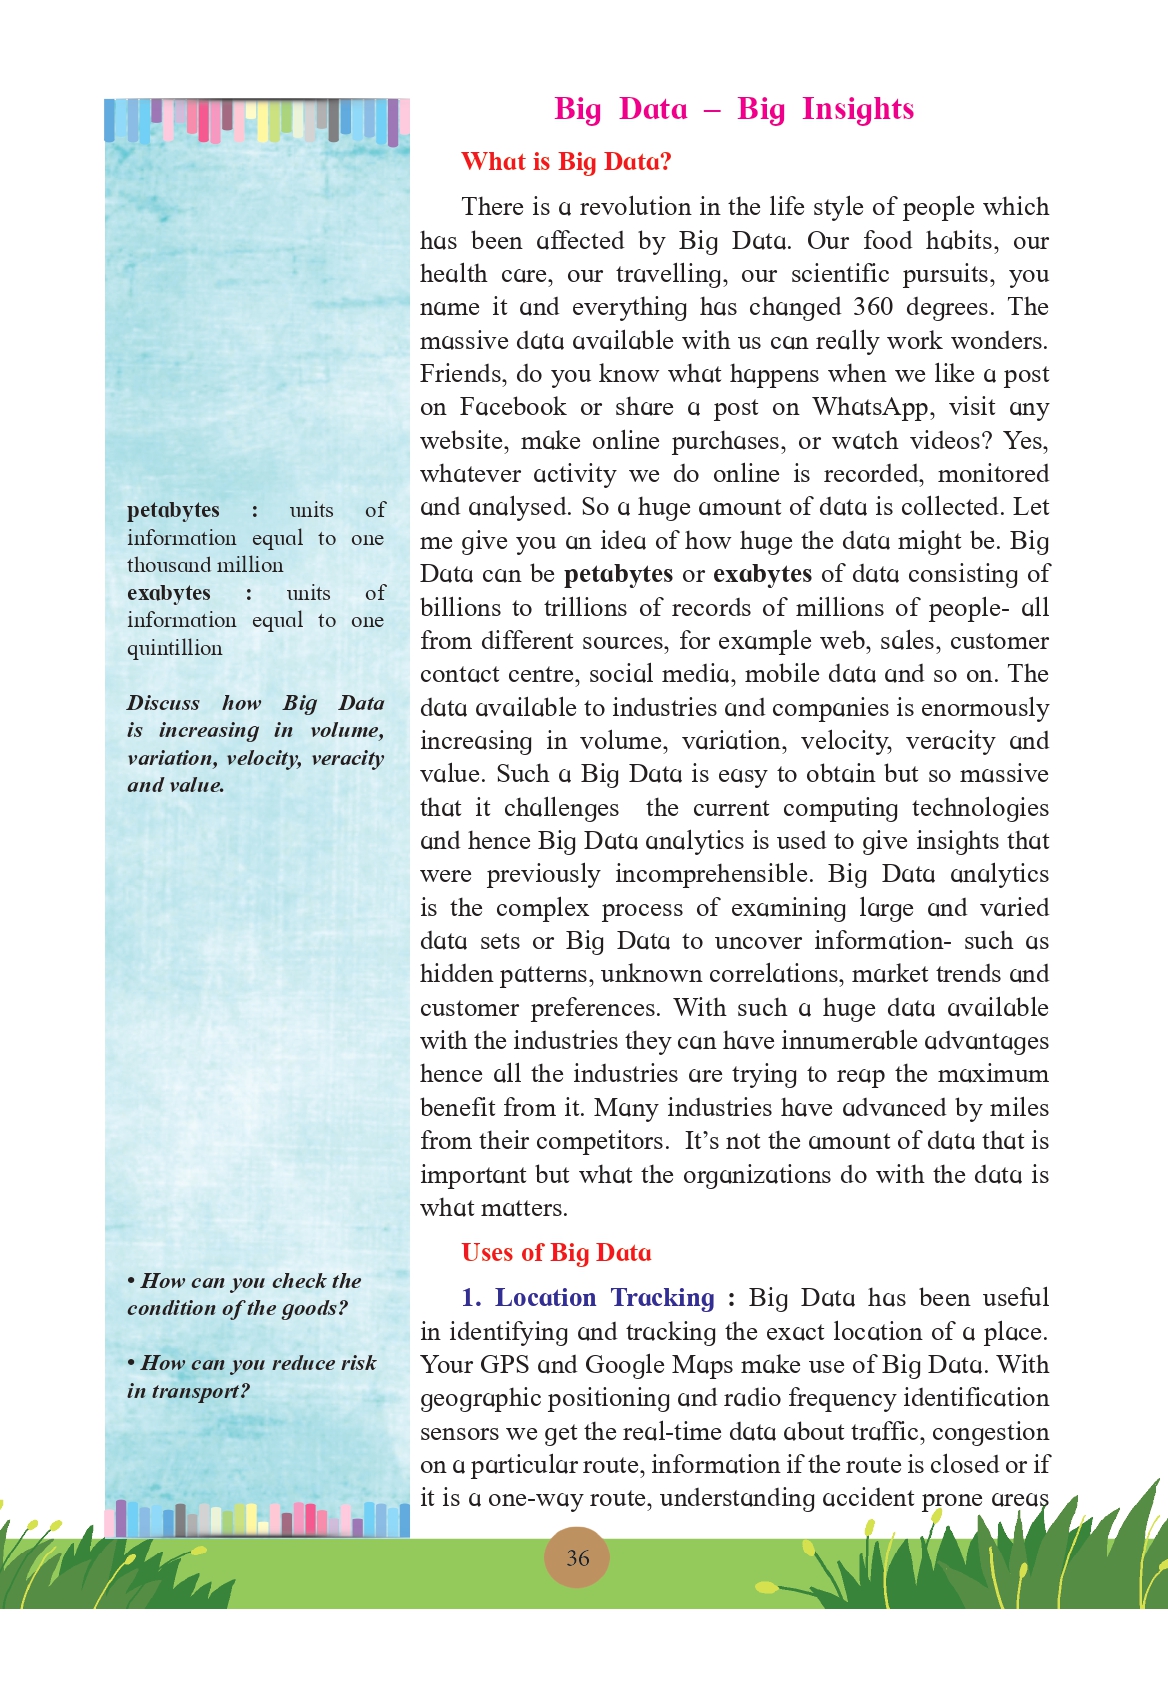 Big Data – Big Insights
What is Big Data?
There is a revolution in the life style of people which
has been affected by Big Data. Our food habits, our
health care, our travelling, our scientific pursuits, you
name it and everything has changed 360 degrees. The
massive data available with us can really work wonders.
Friends, do you know what happens when we like a post
on Facebook or share a post on WhatsApp, visit any
website, make online purchases, or watch videos? Yes,
whatever activity we do online is recorded, monitored
and analysed. So a huge amount of data is collected. Let
me give you an idea of how huge the data might be. Big
Data can be petabytes or exabytes of data consisting of
billions to trillions of records of millions of people- all
from different sources, for example web, sales, customer
contact centre, social media, mobile data and so on. The
data available to industries and companies is enormously
increasing in volume, variation, velocity, veracity and
value. Such a Big Data is easy to obtain but so massive
that it challenges the current computing technologies
and hence Big Data analytics is used to give insights that
were previously incomprehensible. Big Data analytics
is the complex process of examining large and varied
data sets or Big Data to uncover information- such as
hidden patterns, unknown correlations, market trends and
customer preferences. With such a huge data available
with the industries they can have innumerable advantages
hence all the industries are trying to reap the maximum
benefit from it. Many industries have advanced by miles
from their competitors. It’s not the amount of data that is
important but what the organizations do with the data is
what matters.
Uses of Big Data
1. Location Tracking : Big Data has been useful
in identifying and tracking the exact location of a place.
Your GPS and Google Maps make use of Big Data. With
geographic positioning and radio frequency identification
sensors we get the real-time data about traffic, congestion
on a particular route, information if the route is closed or if
it is a one-way route, understanding accident prone areas
petabytes : units of
information equal to one
thousand million
exabytes : units of
information equal to one
quintillion
Discuss how Big Data
is increasing in volume,
variation, velocity, veracity
and value.
• How can you check the
condition of the goods?
• How can you reduce risk
in transport?
36